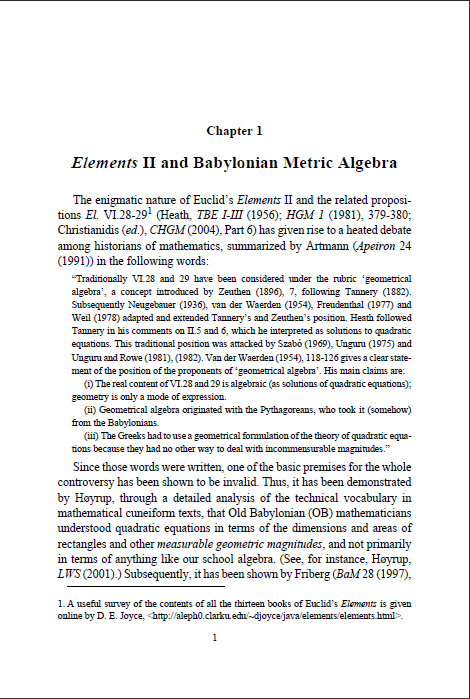 Chapter 1
Elements II and Babylonian Metric Algebra
The enigmatic nature of Euclid's Elements II and the related proposi-
tions El. VI.28-29¹ (Heath, TBE I-III (1956); HGM 1 (1981), 379-380;
Christianidis (ed.), CHGM (2004), Part 6) has given rise to a heated debate
among historians of mathematics, summarized by Artmann (Apeiron 24
(1991)) in the following words:
“Traditionally VI.28 and 29 have been considered under the rubric ‘geometrical
algebra’, a concept introduced by Zeuthen (1896), 7, following Tannery (1882).
Subsequently Neugebauer (1936), van der Waerden (1954), Freudenthal (1977) and
Weil (1978) adapted and extended Tannery's and Zeuthen's position. Heath followed
Tannery in his comments on II.5 and 6, which he interpreted as solutions to quadratic
equations. This traditional position was attacked by Szabó (1969), Unguru (1975) and
Unguru and Rowe (1981), (1982). Van der Waerden (1954), 118-126 gives a clear state-
ment of the position of the proponents of ‘geometrical algebra’. His main claims are:
(i) The real content of VI.28 and 29 is algebraic (as solutions of quadratic equations);
geometry is only a mode of expression.
(ii) Geometrical algebra originated with the Pythagoreans, who took it (somehow)
from the Babylonians.
(iii) The Greeks had to use a geometrical formulation of the theory of quadratic equa-
tions because they had no other way to deal with incommensurable magnitudes.”
Since those words were written, one of the basic premises for the whole
controversy has been shown to be invalid. Thus, it has been demonstrated
by Høyrup, through a detailed analysis of the technical vocabulary in
mathematical cuneiform texts, that Old Babylonian (OB) mathematicians
understood quadratic equations in terms of the dimensions and areas of
rectangles and other measurable geometric magnitudes, and not primarily
in terms of anything like our school algebra. (See, for instance, Høyrup,
LWS (2001).) Subsequently, it has been shown by Friberg (BaM 28 (1997),
1. A useful survey of the contents of all the thirteen books of Euclid's Elements is given
online by D. E. Joyce, <http://aleph0.clarku.edu/~djoyce/java/elements/elements.html>.
1